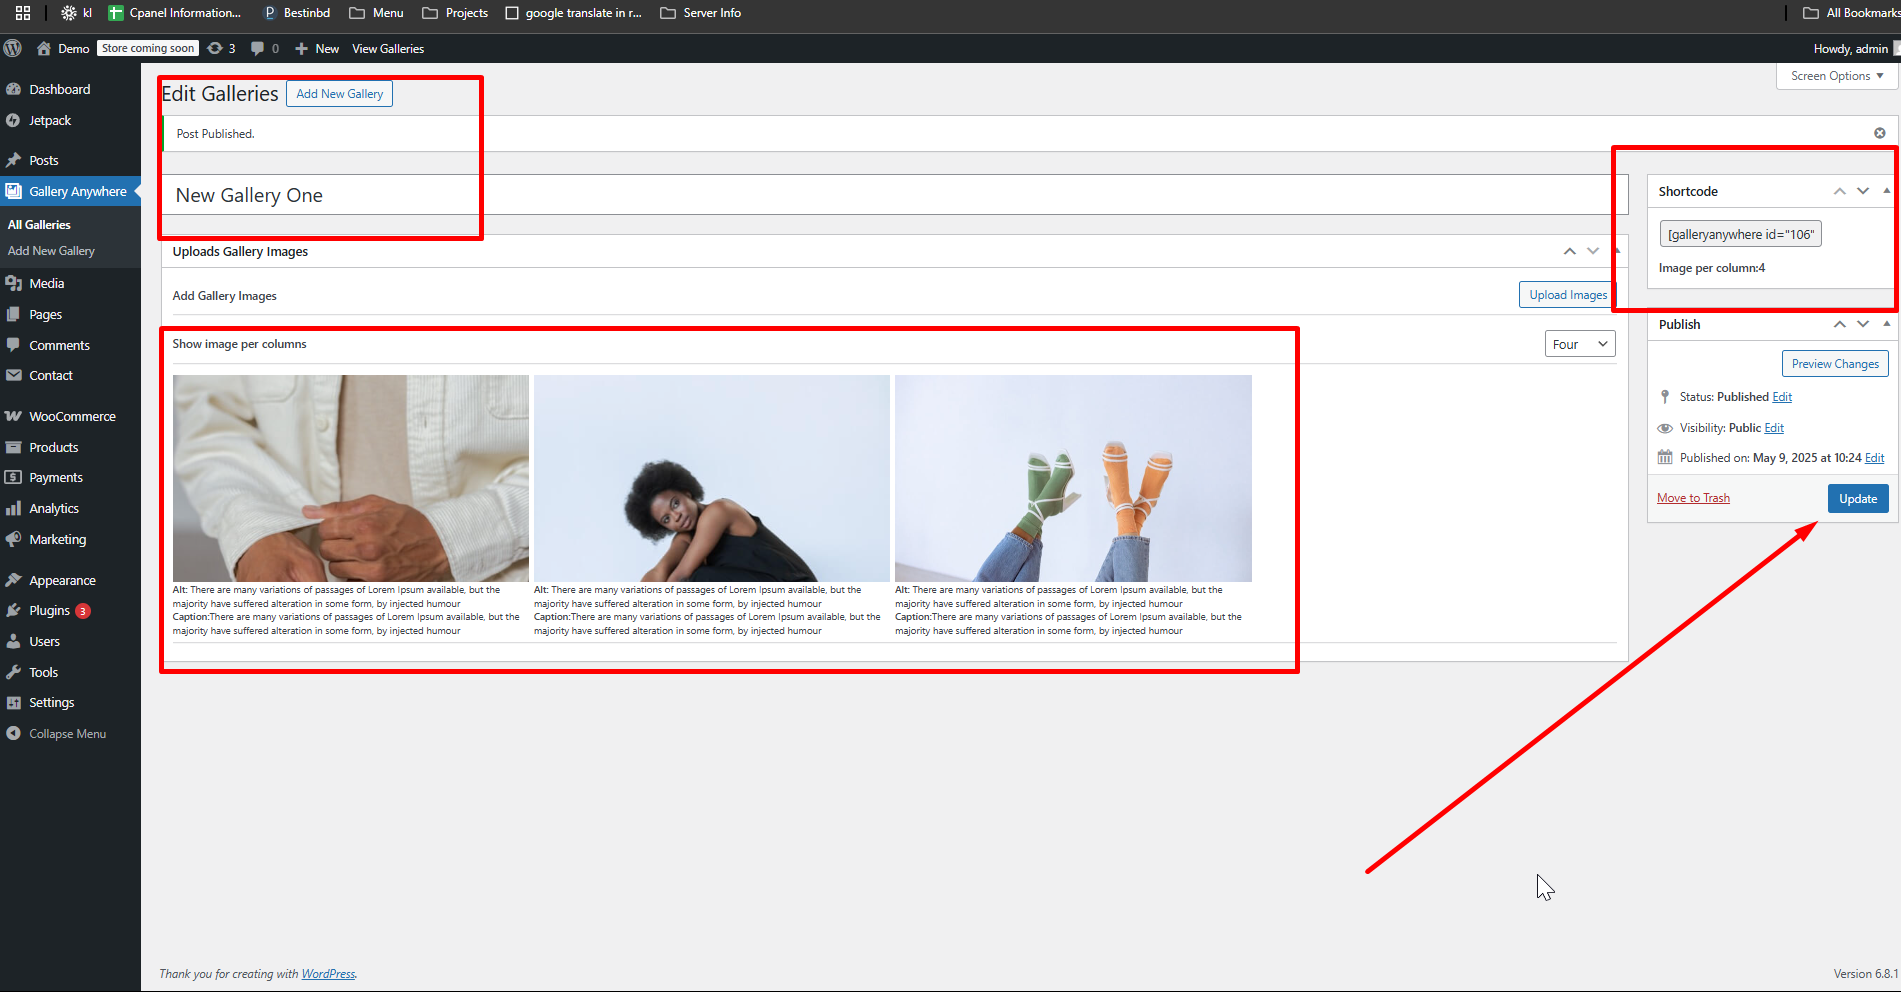 kl
Cpanel Information...
Bestinbd
Menu
Projects
google translate in r...
Server Info
All Bookmarks
Demo
Store coming soon
3
0
New
View Galleries
Howdy, admin
Screen Options
Dashboard
Jetpack
Posts
Gallery Anywhere
All Galleries
Add New Gallery
Media
Pages
Comments
Contact
WooCommerce
Products
Payments
Analytics
Marketing
Appearance
Plugins 3
Users
Tools
Settings
Collapse Menu
Edit Galleries
Add New Gallery
Post Published.
New Gallery One
Uploads Gallery Images
Add Gallery Images
Upload Images
Show image per columns
Four
Alt: There are many variations of passages of Lorem Ipsum available, but the
majority have suffered alteration in some form, by injected humour
Caption:There are many variations of passages of Lorem Ipsum available, but the
majority have suffered alteration in some form, by injected humour
Alt: There are many variations of passages of Lorem Ipsum available, but the
majority have suffered alteration in some form, by injected humour
Caption:There are many variations of passages of Lorem Ipsum available, but the
majority have suffered alteration in some form, by injected humour
Alt: There are many variations of passages of Lorem Ipsum available, but the
majority have suffered alteration in some form, by injected humour
Caption:There are many variations of passages of Lorem Ipsum available, but the
majority have suffered alteration in some form, by injected humour
Shortcode
[galleryanywhere id="106"
Image per column:4
Publish
Preview Changes
Status: Published Edit
Visibility: Public Edit
Published on: May 9, 2025 at 10:24 Edit
Move to Trash
Update
Thank you for creating with WordPress.
Version 6.8.1